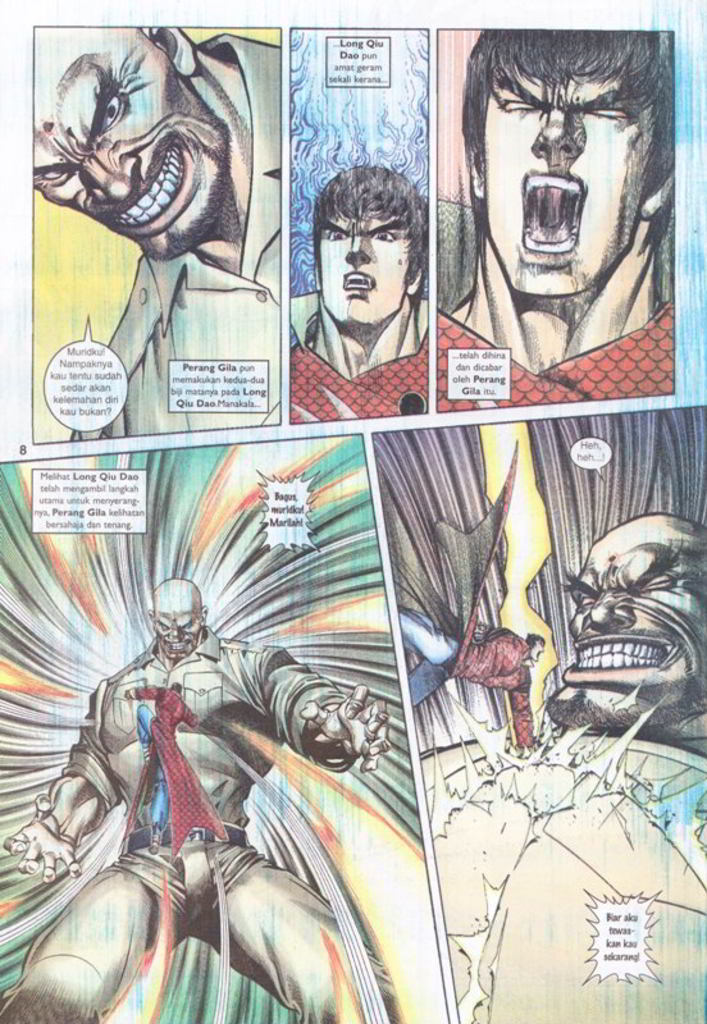 Muridku!
Nampaknya
kau tentu sudah
sedar akan
kelemahan diri
kau bukan?
Perang Gila pun
memakukan kedua-dua
biji matanya pada Long
Qiu Dao. Manakala...
...Long Qiu
Dao pun
amat geram
sekali kerana...
...telah dihina
dan dicabar
oleh Perang
Gila itu.
8
Melihat Long Qiu Dao
telah mengambil langkah
utama untuk menyerang-
nya, Perang Gila kelihatan
bersahaja dan tenang.
Bagus,
muridku!
Marilah!
Heh,
heh...!
Biar aku
tewas-
kan kau
sekarang!